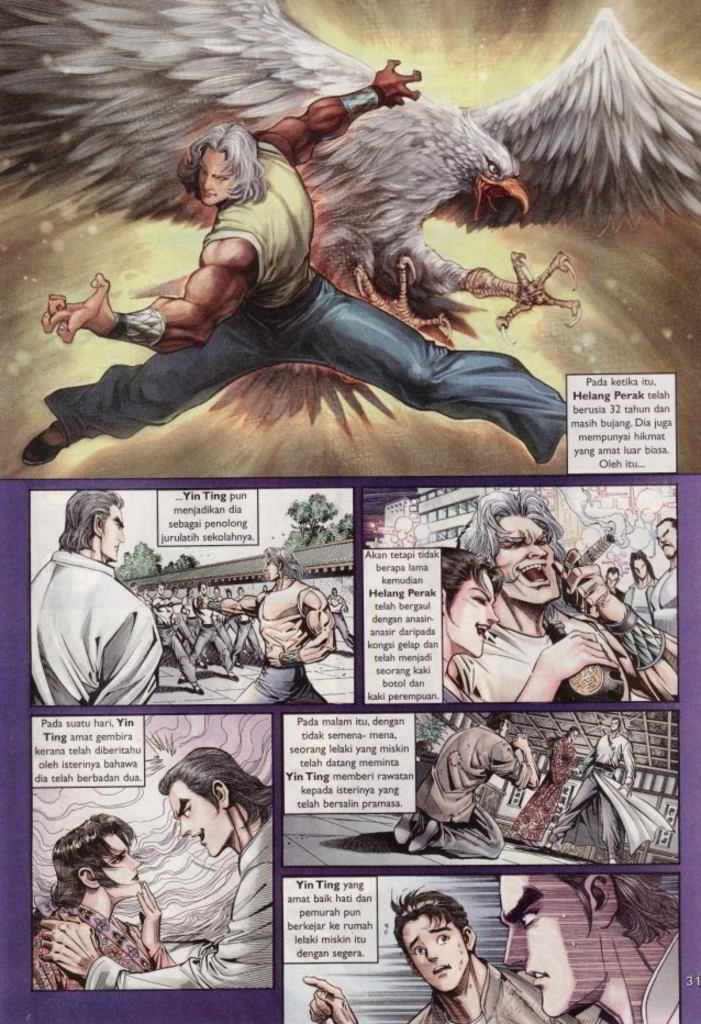 Pada ketika itu,
Helang Perak telah
berusia 32 tahun dan
masih bujang. Dia juga
mempunyai hikmat
yang amat luar biasa.
Oleh itu...
...Yin Ting pun
menjadikan dia
sebagai penolong
jurulatih sekolahnya.
Akan tetapi tidak
berapa lama
kemudian
Helang Perak
telah bergaul
dengan anasir-
anasir daripada
kongsi gelap dan
telah menjadi
seorang kaki
botol dan
kaki perempuan.
Pada suatu hari, Yin
Ting amat gembira
kerana telah diberitahu
oleh isterinya bahawa
dia telah berbadan dua.
Pada malam itu, dengan
tidak semena- mena,
seorang lelaki yang miskin
telah datang meminta
Yin Ting memberi rawatan
kepada isterinya yang
telah bersalin pramasa.
Yin Ting yang
amat baik hati dan
pemurah pun
berkejar ke rumah
lelaki miskin itu
dengan segera.
31